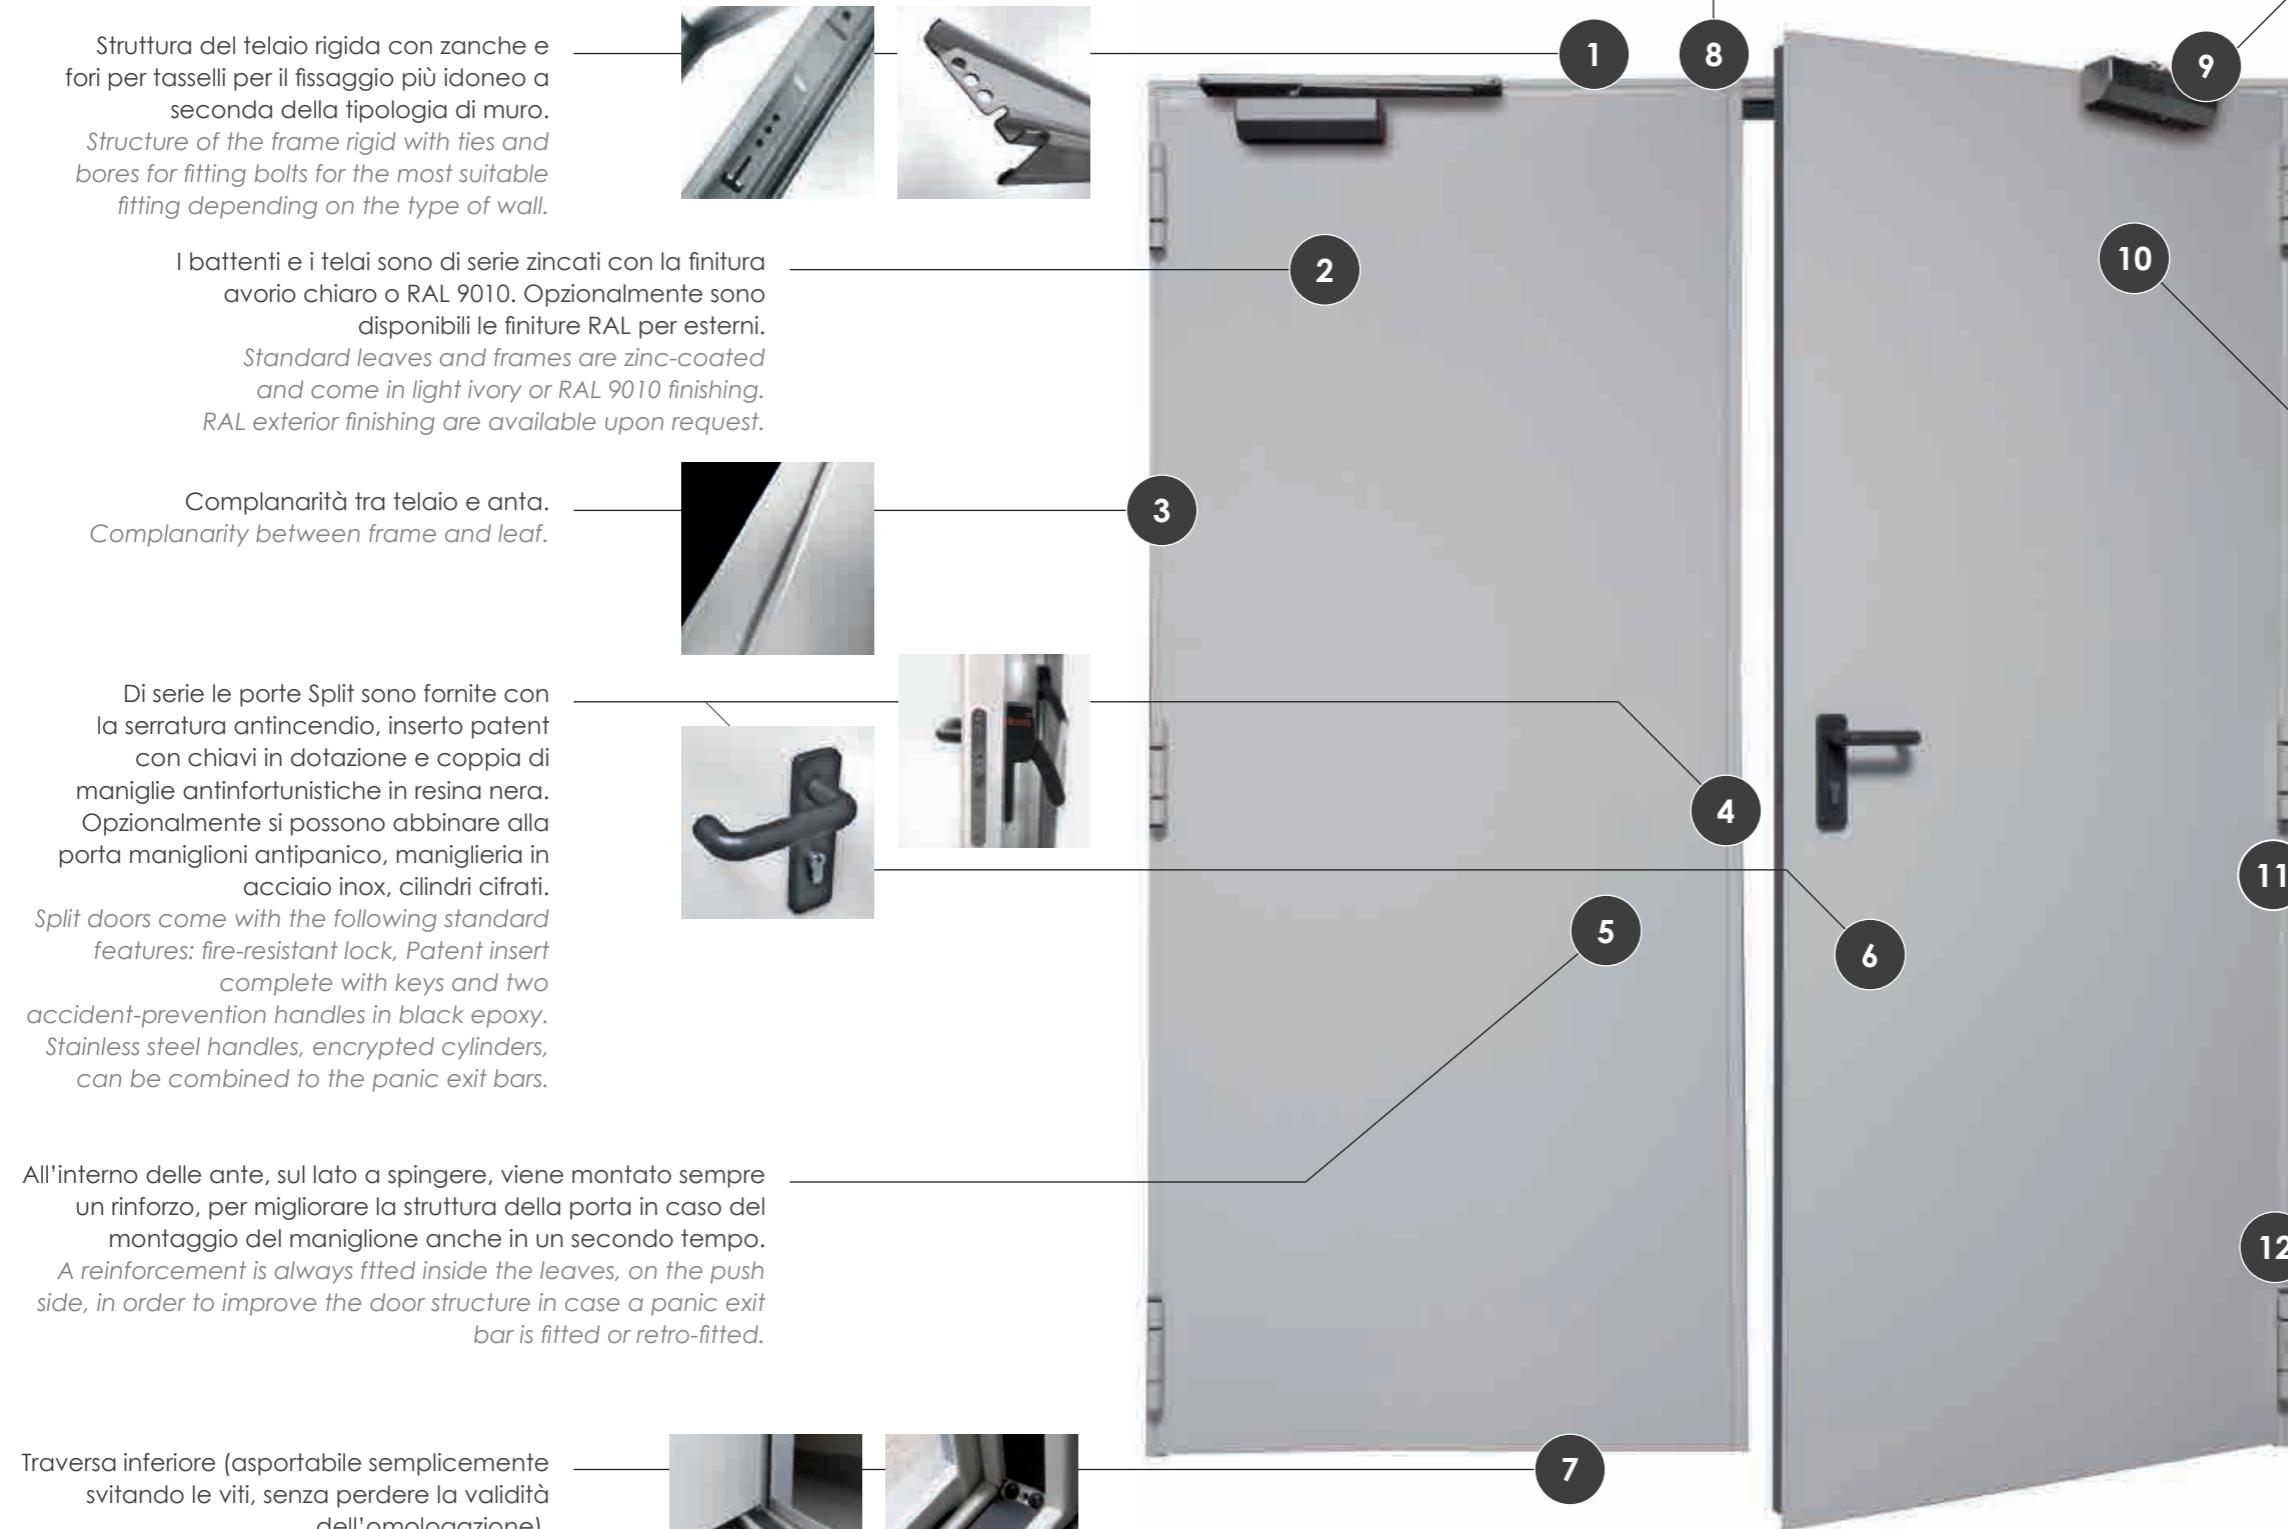 Struttura del telaio rigida con zanche e
fori per tasselli per il fissaggio più idoneo a
seconda della tipologia di muro.
Structure of the frame rigid with ties and
bores for fitting bolts for the most suitable
fitting depending on the type of wall.
1
8
9
I battenti e i telai sono di serie zincati con la finitura
avorio chiaro o RAL 9010. Opzionalmente sono
disponibili le finiture RAL per esterni.
Standard leaves and frames are zinc-coated
and come in light ivory or RAL 9010 finishing.
RAL exterior finishing are available upon request.
2
10
Complanarità tra telaio e anta.
Complanarity between frame and leaf.
3
Di serie le porte Split sono fornite con
la serratura antincendio, inserto patent
con chiavi in dotazione e coppia di
maniglie antinfortunistiche in resina nera.
Opzionalmente si possono abbinare alla
porta maniglioni antipanico, maniglieria in
acciaio inox, cilindri cifrati.
Split doors come with the following standard
features: fire-resistant lock, Patent insert
complete with keys and two
accident-prevention handles in black epoxy.
Stainless steel handles, encrypted cylinders,
can be combined to the panic exit bars.
4
11
5
6
All'interno delle ante, sul lato a spingere, viene montato sempre
un rinforzo, per migliorare la struttura della porta in caso del
montaggio del maniglione anche in un secondo tempo.
A reinforcement is always ftted inside the leaves, on the push
side, in order to improve the door structure in case a panic exit
bar is fitted or retro-fitted.
12
Traversa inferiore (asportabile semplicemente
svitando le viti, senza perdere la validità
dell'omologazione).
7